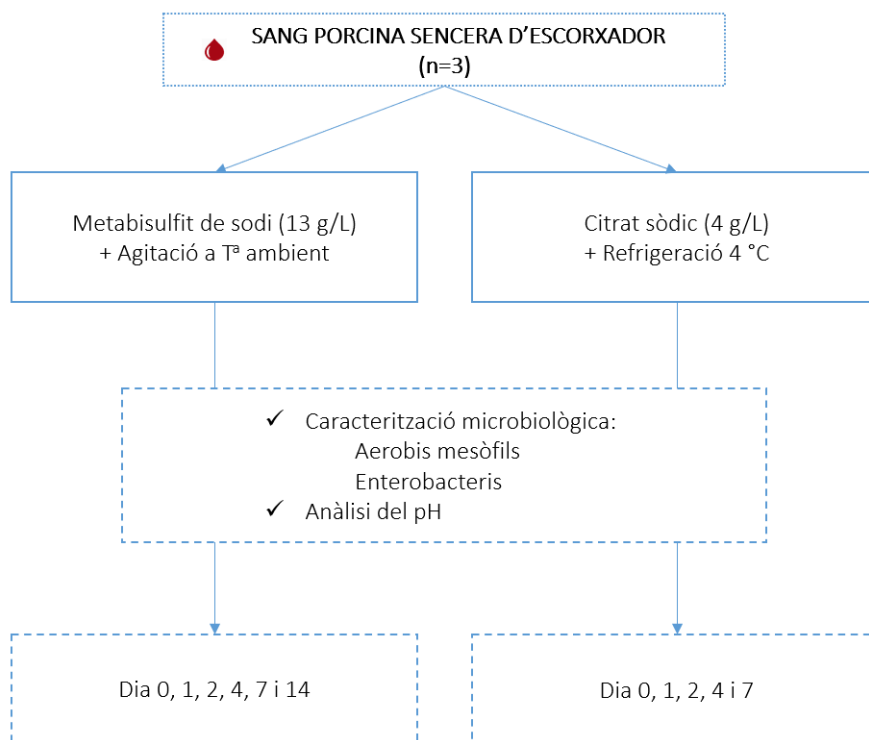 SANG PORCINA SENCERA D’ESCORXADOR
(n=3)
Metabisulfit de sodi (13 g/L)
+ Agitació a Tª ambient
Citrat sòdic (4 g/L)
+ Refrigeració 4 °C
✓ Caracterització microbiològica:
Aerobis mesòfils
Enterobacteris
✓ Anàlisi del pH
Dia 0, 1, 2, 4, 7 i 14
Dia 0, 1, 2, 4 i 7